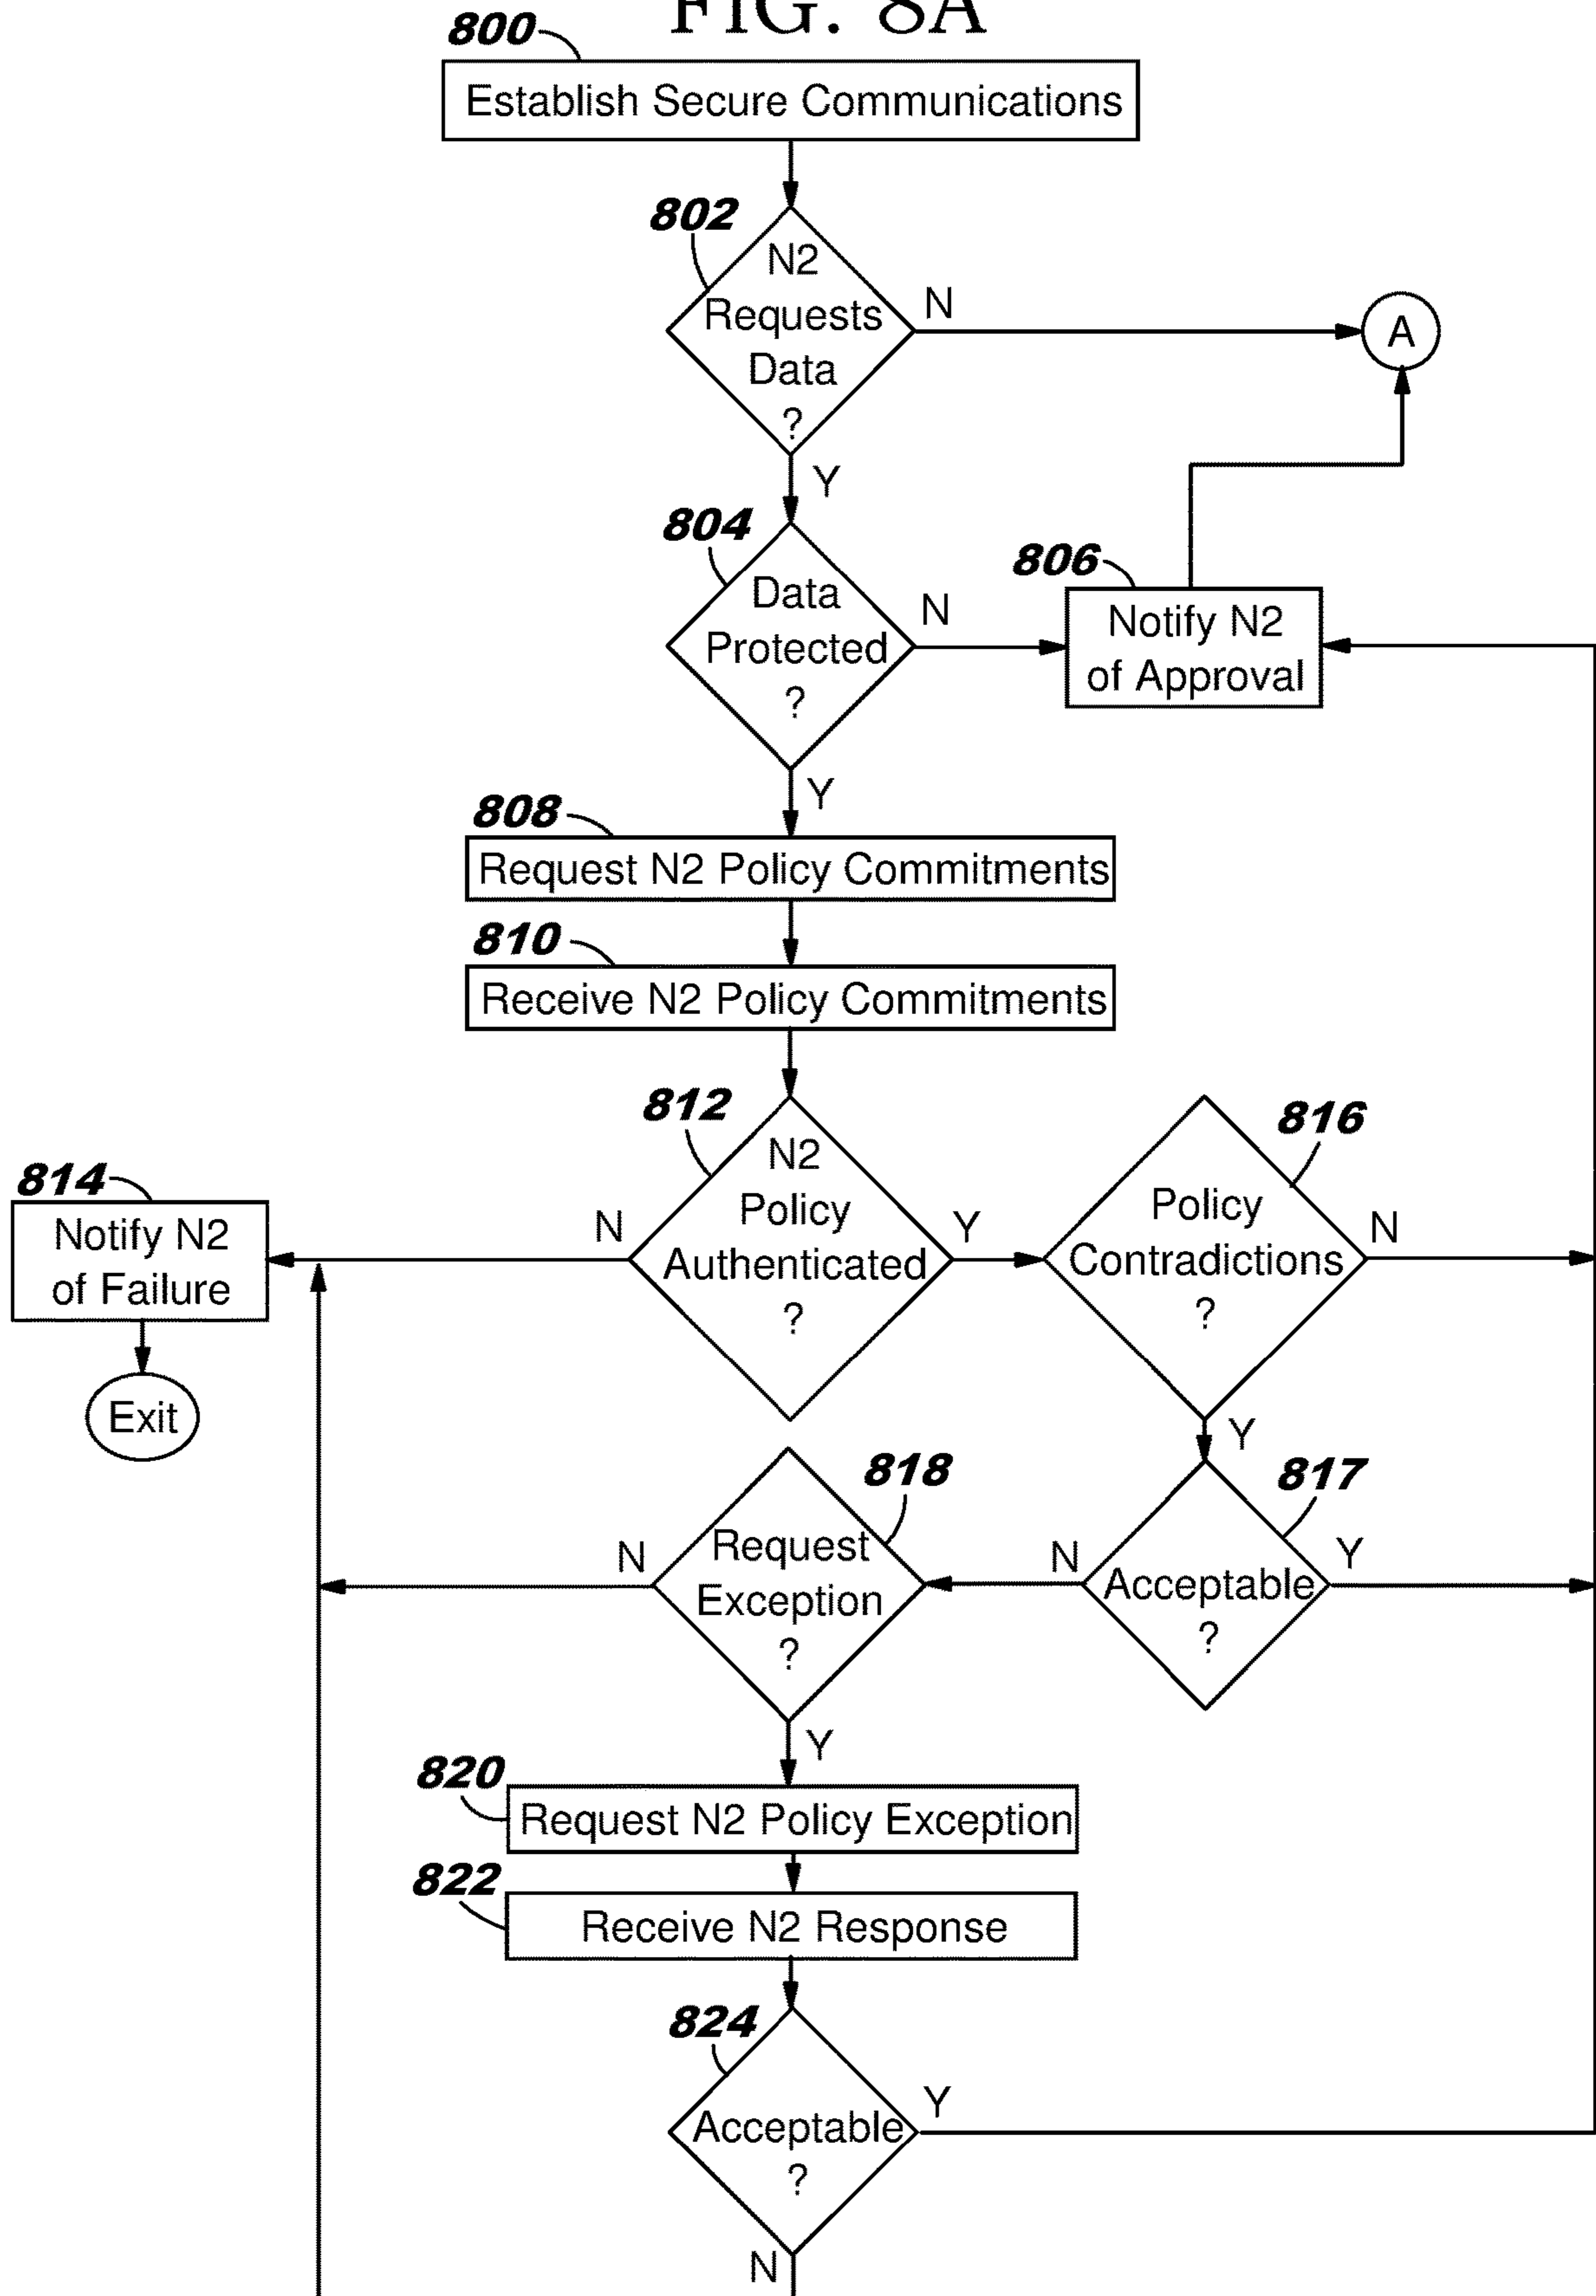 FIG. 8A
800
Establish Secure Communications
802
N2
Requests
Data
?
N
A
Y
804
Data
Protected
?
N
806
Notify N2
of Approval
Y
808
Request N2 Policy Commitments
810
Receive N2 Policy Commitments
812
N2
Policy
Authenticated
?
N
Y
814
Notify N2
of Failure
Exit
816
Policy
Contradictions
?
N
Y
817
Acceptable
?
N
Y
818
Request
Exception
?
N
Y
820
Request N2 Policy Exception
822
Receive N2 Response
824
Acceptable
?
Y
N